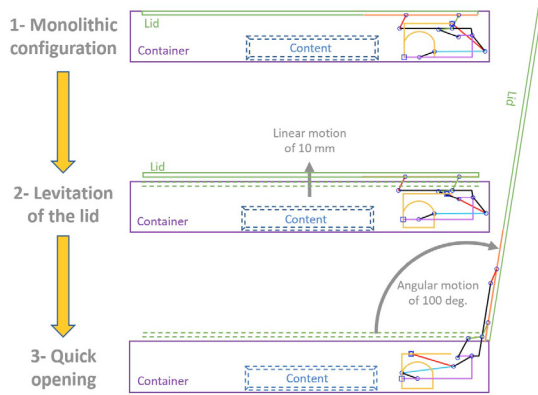 1- Monolithic
configuration
Lid
Container
Content
Lid
Linear motion
of 10 mm
Lid
2- Levitation
of the lid
Container
Content
Angular motion
of 100 deg.
3- Quick
opening
Container
Content